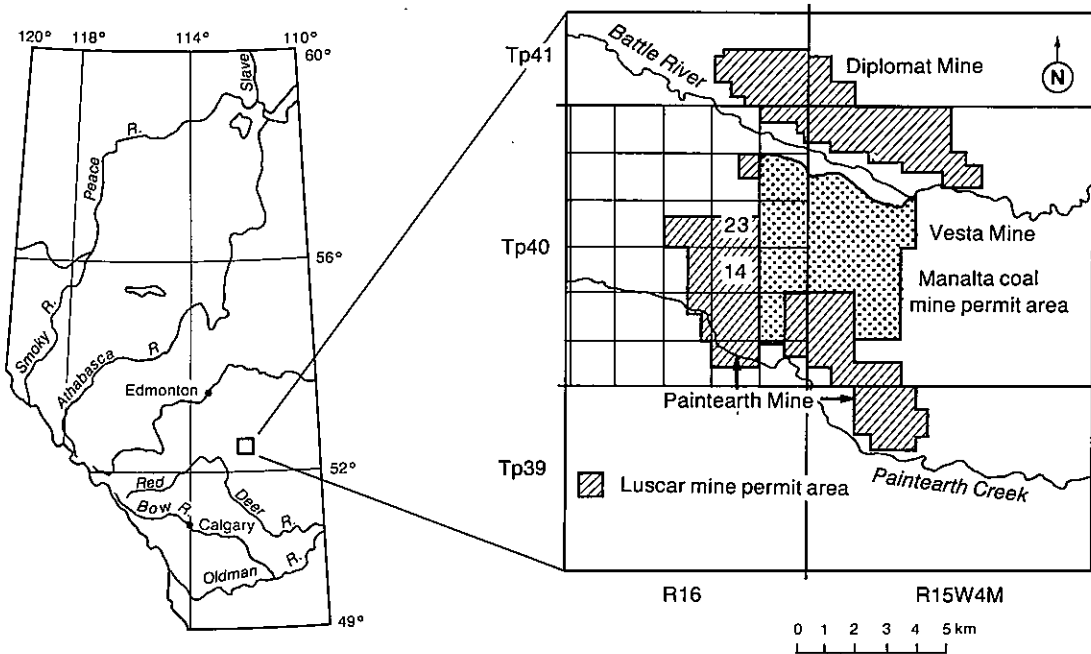 120° 118° 114° 110°
60°
Slave
R.
Peace
56°
R.
Smoky
Athabasca
R.
Edmonton
52°
Red
Deer
R.
Bow
R.
Calgary
Oldman
R.
49°
Tp41
Battle River
Diplomat Mine
N
23
Tp40
14
Vesta Mine
Manalta coal
mine permit area
Paintearth Mine
Tp39
Luscar mine permit area
Paintearth Creek
R16
R15W4M
0 1 2 3 4 5 km